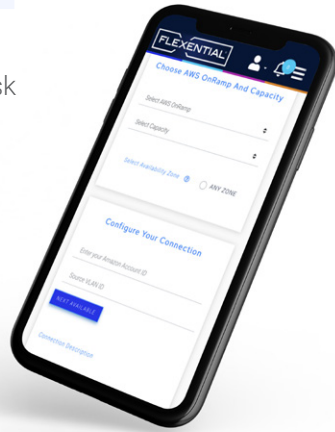 sk
FLEXENTIAL
Choose AWS OnRamp And Capacity
Select AWS OnRamp
Select Capacity
Select Availability Zone
ANY ZONE
Configure Your Connection
Enter your Amazon Account ID
Source VLAN ID
NEXT AVAILABLE
Connection Description